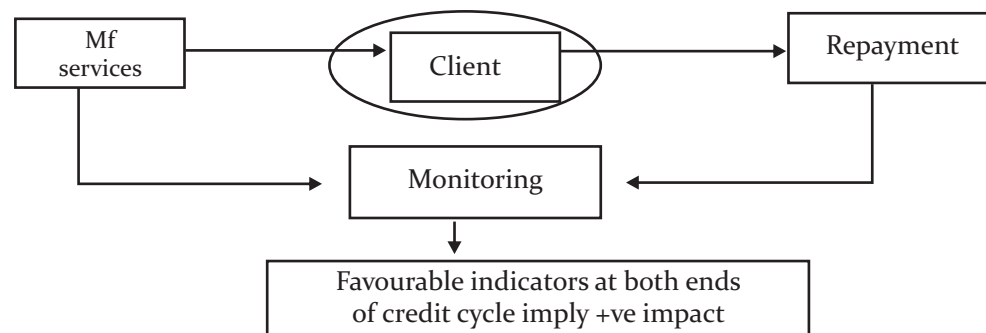 Mf
services
Client
Repayment
Monitoring
Favourable indicators at both ends
of credit cycle imply +ve impact